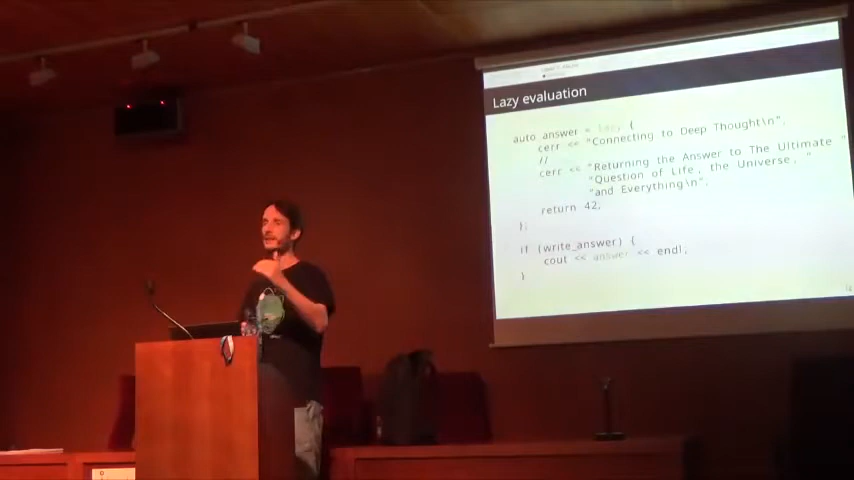 Lazy evaluation
auto answer = lazy {
cerr << "Connecting to Deep Thought\n";
//
cerr << "Returning the Answer to The Ultimate "
"Question of Life, the Universe, "
"and Everything\n";
return 42;
};
if (write_answer) {
cout << answer << endl;
}